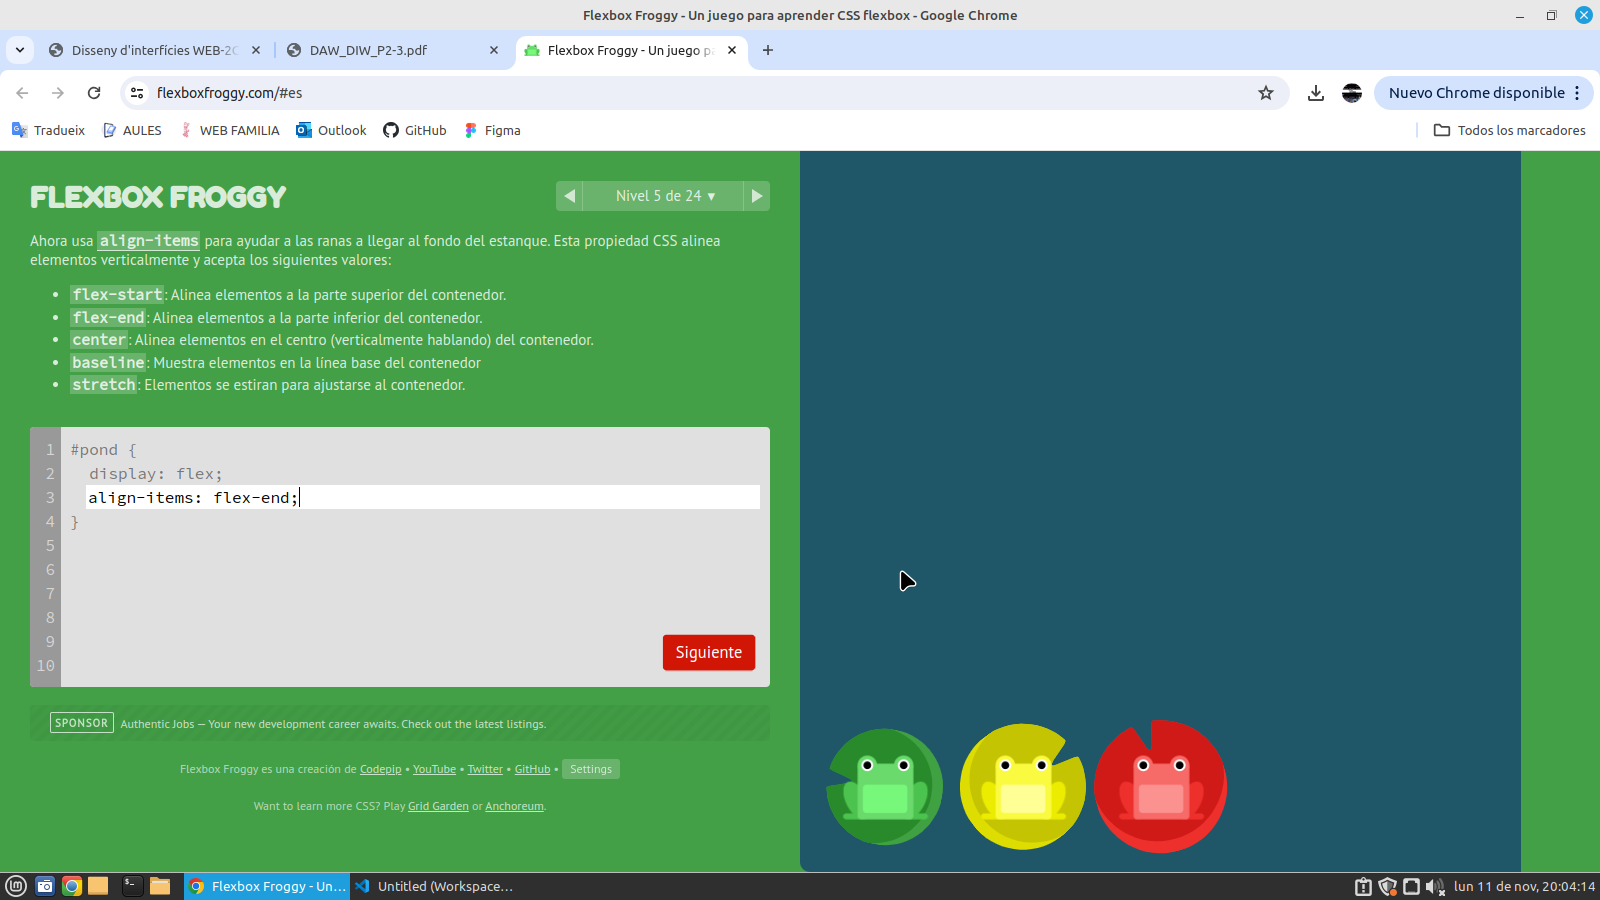 Flexbox Froggy - Un juego para aprender CSS flexbox - Google Chrome
Disseny d'interfícies WEB-2
DAW_DIW_P2-3.pdf
Flexbox Froggy - Un juego p
flexboxfroggy.com/#es
Nuevo Chrome disponible
Tradueix
AULES
WEB FAMILIA
Outlook
GitHub
Figma
Todos los marcadores
FLEXBOX FROGGY
Nivel 5 de 24 ▼
Ahora usa align-items para ayudar a las ranas a llegar al fondo del estanque. Esta propiedad CSS alinea
elementos verticalmente y acepta los siguientes valores:
• flex-start: Alinea elementos a la parte superior del contenedor.
• flex-end: Alinea elementos a la parte inferior del contenedor.
• center: Alinea elementos en el centro (verticalmente hablando) del contenedor.
• baseline: Muestra elementos en la línea base del contenedor
• stretch: Elementos se estiran para ajustarse al contenedor.
1 #pond {
2 display: flex;
3 align-items: flex-end;
4 }
5
6
7
8
9
10
Siguiente
SPONSOR Authentic Jobs — Your new development career awaits. Check out the latest listings.
Flexbox Froggy es una creación de Codepip • YouTube • Twitter • GitHub • Settings
Want to learn more CSS? Play Grid Garden or Anchoreum.
Flexbox Froggy - Un...
Untitled (Workspace...
lun 11 de nov, 20:04:14